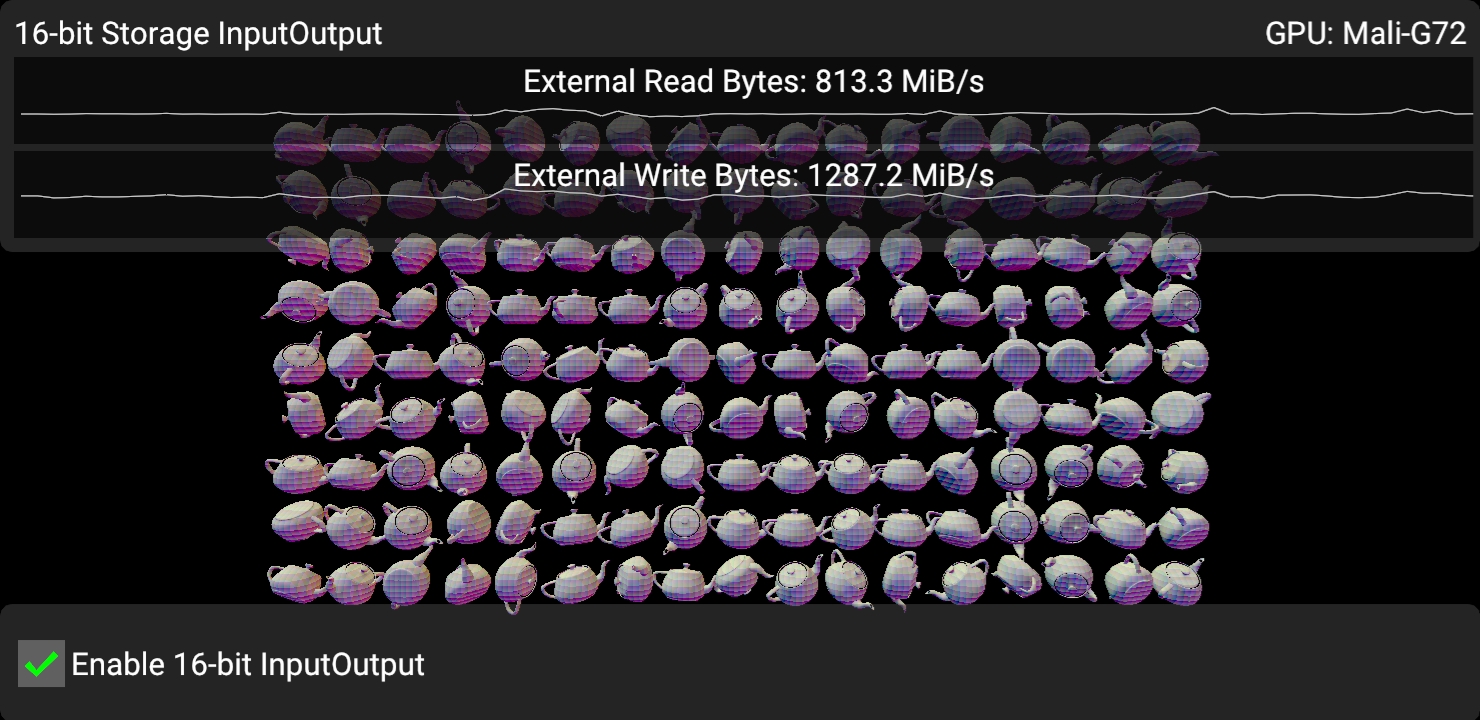 16-bit Storage InputOutput
GPU: Mali-G72
External Read Bytes: 813.3 MiB/s
External Write Bytes: 1287.2 MiB/s
Enable 16-bit InputOutput